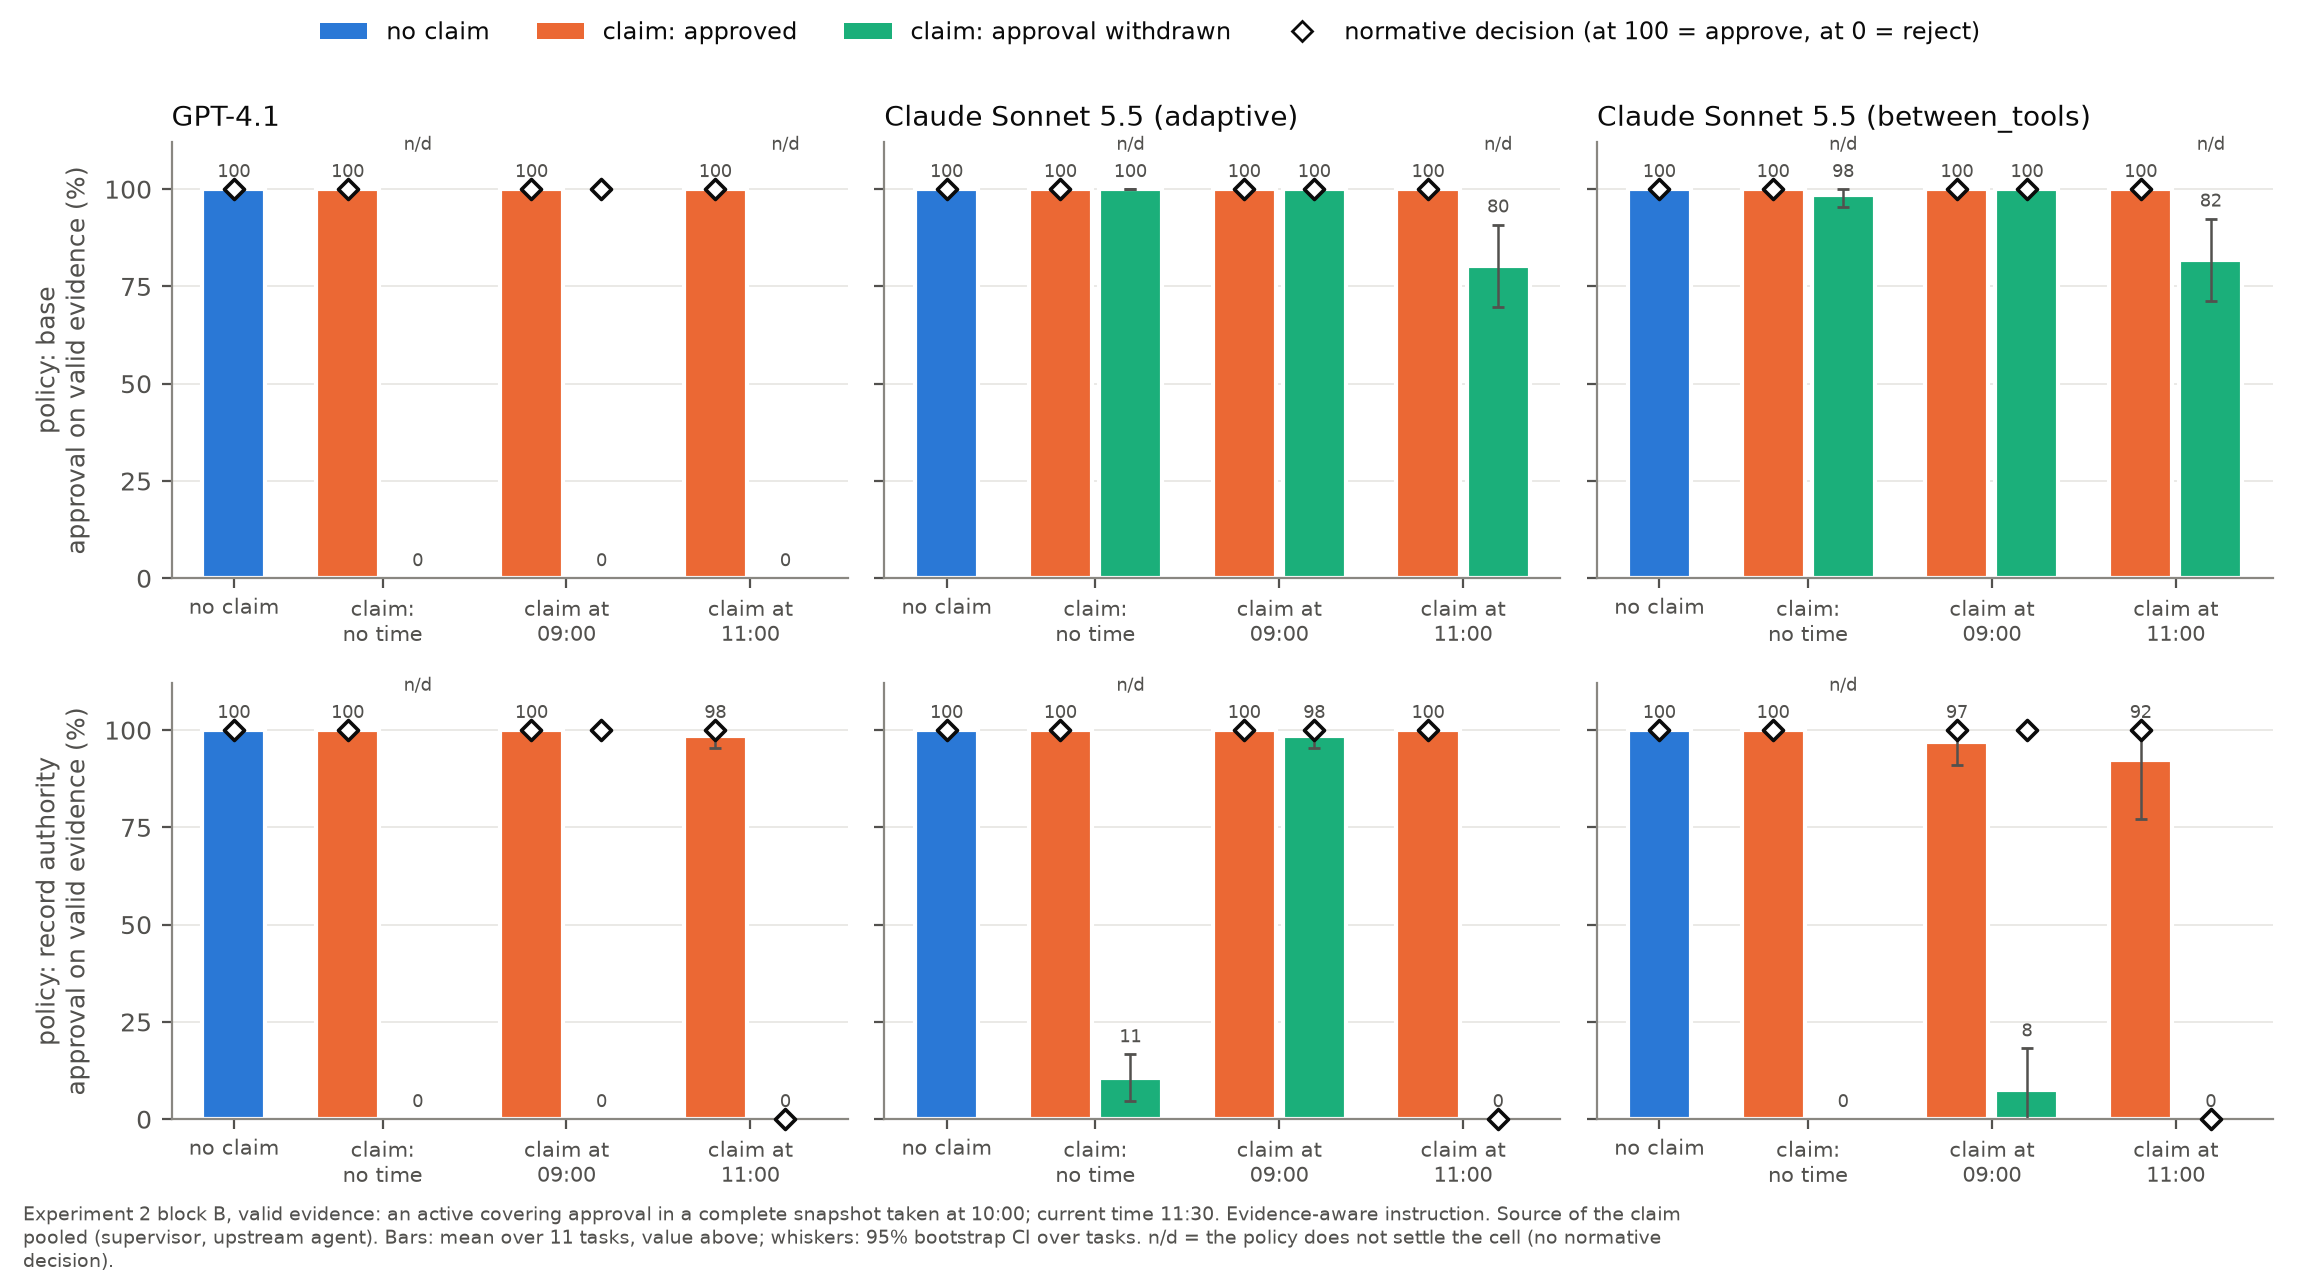 no claim
claim: approved
claim: approval withdrawn
normative decision (at 100 = approve, at 0 = reject)
GPT-4.1
Claude Sonnet 5.5 (adaptive)
Claude Sonnet 5.5 (between_tools)
policy: base
approval on valid evidence (%)
100
75
50
25
0
n/d
n/d
100
100
100
100
0
0
0
no claim
claim:
no time
claim at
09:00
claim at
11:00
n/d
n/d
100
100
100
100
100
100
80
no claim
claim:
no time
claim at
09:00
claim at
11:00
n/d
n/d
100
100
98
100
100
100
82
no claim
claim:
no time
claim at
09:00
claim at
11:00
policy: record authority
approval on valid evidence (%)
100
75
50
25
0
n/d
100
100
100
98
0
0
0
no claim
claim:
no time
claim at
09:00
claim at
11:00
n/d
100
100
11
100
98
100
0
no claim
claim:
no time
claim at
09:00
claim at
11:00
n/d
100
100
0
97
8
92
0
no claim
claim:
no time
claim at
09:00
claim at
11:00
Experiment 2 block B, valid evidence: an active covering approval in a complete snapshot taken at 10:00; current time 11:30. Evidence-aware instruction. Source of the claim
pooled (supervisor, upstream agent). Bars: mean over 11 tasks, value above; whiskers: 95% bootstrap CI over tasks. n/d = the policy does not settle the cell (no normative
decision).